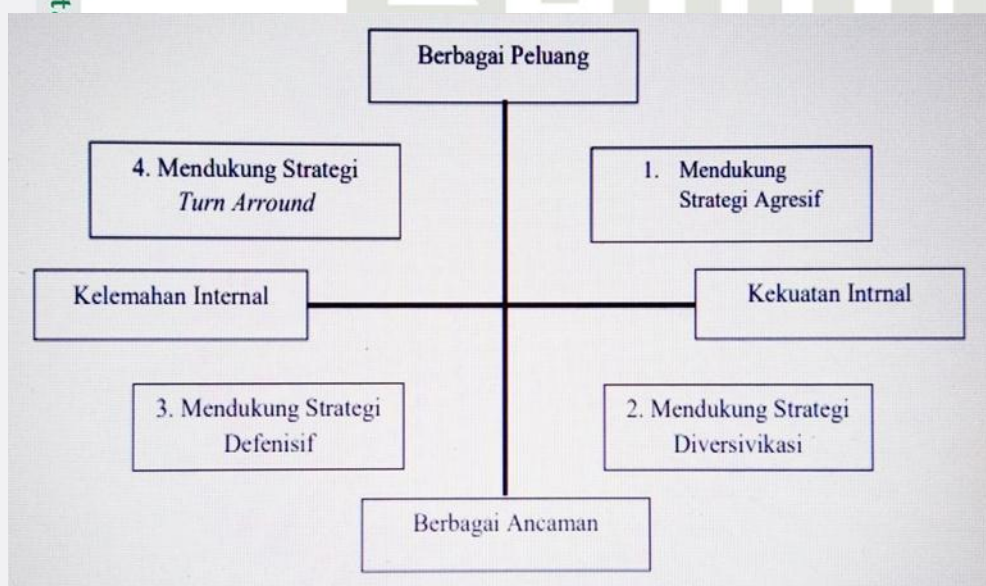 Berbagai Peluang
4. Mendukung Strategi
Turn Arround
1. Mendukung
Strategi Agresif
Kelemahan Internal
Kekuatan Intrnal
3. Mendukung Strategi
Defenisif
2. Mendukung Strategi
Diversivikasi
Berbagai Ancaman